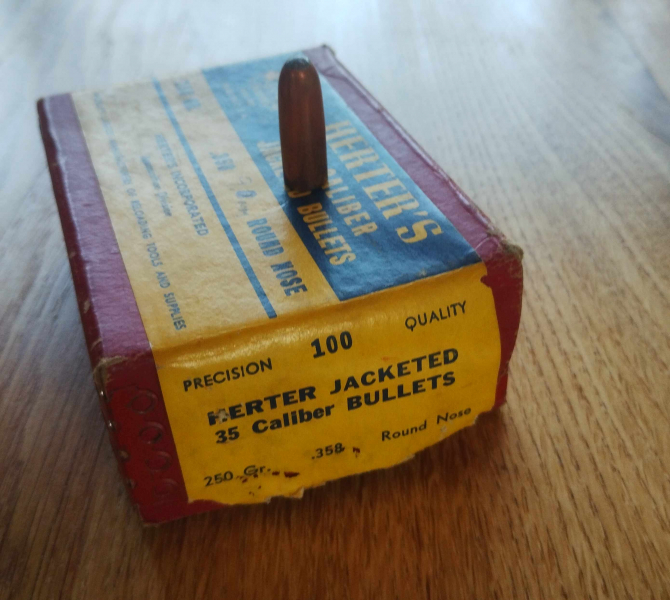 HERTER'S
CALIBER
BULLETS
ROUND NOSE
HERTER'S INCORPORATED
RELOADING TOOLS AND SUPPLIES
PRECISION 100 QUALITY
HERTER JACKETED
35 Caliber BULLETS
250 Gr. .358 Round Nose